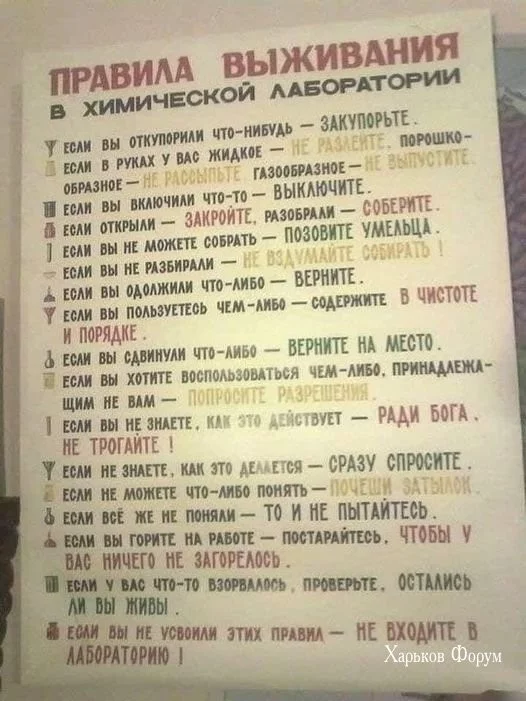 ПРАВИЛА ВЫЖИВАНИЯ
В ХИМИЧЕСКОЙ ЛАБОРАТОРИИ
ЕСЛИ ВЫ ОТКУПОРИЛИ ЧТО-НИБУДЬ — ЗАКУПОРЬТЕ.
ЕСЛИ В РУКАХ У ВАС ЖИДКОЕ — НЕ РАЗЛЕЙТЕ, ПОРОШКО-
ОБРАЗНОЕ — НЕ РАССЫПЬТЕ, ГАЗООБРАЗНОЕ — НЕ ВЫПУСТИТЕ.
ЕСЛИ ВЫ ВКЛЮЧИЛИ ЧТО-ТО — ВЫКЛЮЧИТЕ.
ЕСЛИ ОТКРЫЛИ — ЗАКРОЙТЕ, РАЗОБРАЛИ — СОБЕРИТЕ.
ЕСЛИ ВЫ НЕ МОЖЕТЕ СОБРАТЬ — ПОЗОВИТЕ УМЕЛЬЦА.
ЕСЛИ ВЫ НЕ РАЗБИРАЛИ — НЕ ВЗДУМАЙТЕ СОБИРАТЬ!
ЕСЛИ ВЫ ОДОЛЖИЛИ ЧТО-ЛИБО — ВЕРНИТЕ.
ЕСЛИ ВЫ ПОЛЬЗУЕТЕСЬ ЧЕМ-ЛИБО — СОДЕРЖИТЕ В ЧИСТОТЕ
И ПОРЯДКЕ.
ЕСЛИ ВЫ СДВИНУЛИ ЧТО-ЛИБО — ВЕРНИТЕ НА МЕСТО.
ЕСЛИ ВЫ ХОТИТЕ ВОСПОЛЬЗОВАТЬСЯ ЧЕМ-ЛИБО, ПРИНАДЛЕЖА-
ЩИМ НЕ ВАМ — ПОПРОСИТЕ РАЗРЕШЕНИЯ.
ЕСЛИ ВЫ НЕ ЗНАЕТЕ, КАК ЭТО ДЕЙСТВУЕТ — РАДИ БОГА,
НЕ ТРОГАЙТЕ!
ЕСЛИ НЕ ЗНАЕТЕ, КАК ЭТО ДЕЛАЕТСЯ — СРАЗУ СПРОСИТЕ.
ЕСЛИ НЕ МОЖЕТЕ ЧТО-ЛИБО ПОНЯТЬ — ПОЧЕШИ ЗАТЫЛОК.
ЕСЛИ ВСЁ ЖЕ НЕ ПОНЯЛИ — ТО И НЕ ПЫТАЙТЕСЬ.
ЕСЛИ ВЫ ГОРИТЕ НА РАБОТЕ — ПОСТАРАЙТЕСЬ, ЧТОБЫ У
ВАС НИЧЕГО НЕ ЗАГОРЕЛОСЬ.
ЕСЛИ У ВАС ЧТО-ТО ВЗОРВАЛОСЬ, ПРОВЕРЬТЕ, ОСТАЛИСЬ
ЛИ ВЫ ЖИВЫ.
ЕСЛИ ВЫ НЕ УСВОИЛИ ЭТИХ ПРАВИЛ — НЕ ВХОДИТЕ В
ЛАБОРАТОРИЮ!
Харьков Форум